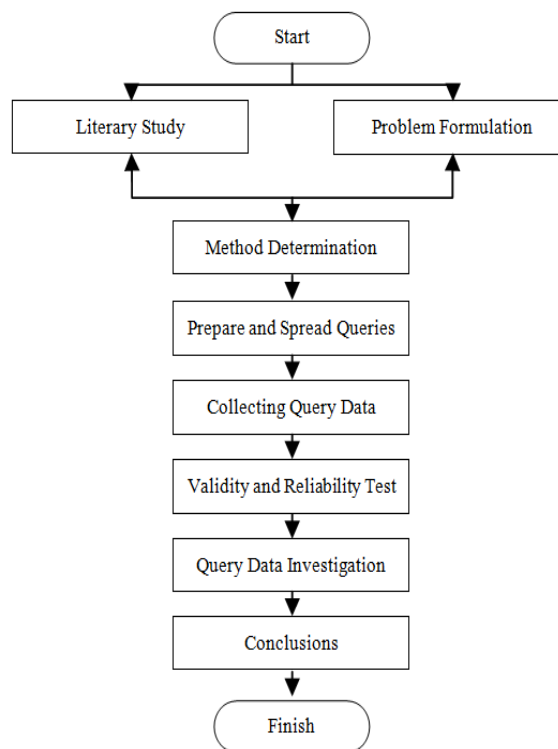 Start
Literary Study
Problem Formulation
Method Determination
Prepare and Spread Queries
Collecting Query Data
Validity and Reliability Test
Query Data Investigation
Conclusions
Finish